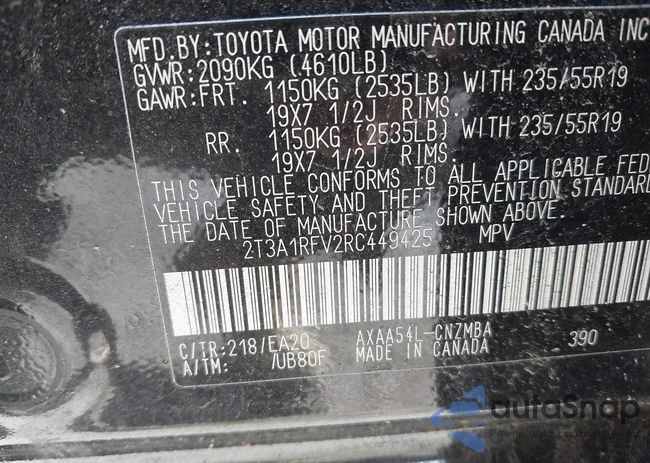 MFD.BY:TOYOTA MOTOR MANUFACTURING CANADA INC
GVWR:2090KG (4610LB)
GAWR:FRT. 1150KG (2535LB) WITH 235/55R19
19X7 1/2J RIMS.
RR. 1150KG (2535LB) WITH 235/55R19
19X7 1/2J RIMS.
THIS VEHICLE CONFORMS TO ALL APPLICABLE FED
VEHICLE SAFETY AND THEFT PREVENTION STANDARD
THE DATE OF MANUFACTURE SHOWN ABOVE.
2T3A1RFV2RC449425 MPV
C/TR:218/EA20 AXAA54L-CNZMBA 390
A/TM: /UB80F MADE IN CANADA
autoSnap